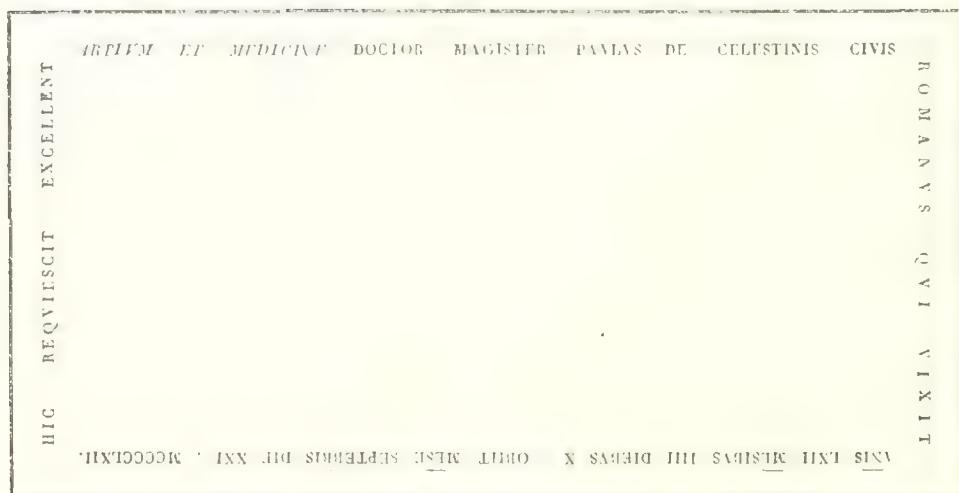 HIC REQVIESCIT EXCELLENT
ARTIVM ET MEDICINE DOCTOR MAGISTER PAVLVS DE CELESTINIS CIVIS
ROMANVS QVI VIXIT
ANIS LXII MESIBVS IIII DIEBVS X OBIIT MESE SEPTEBRIS DIE XXI . MCCCCLXII.